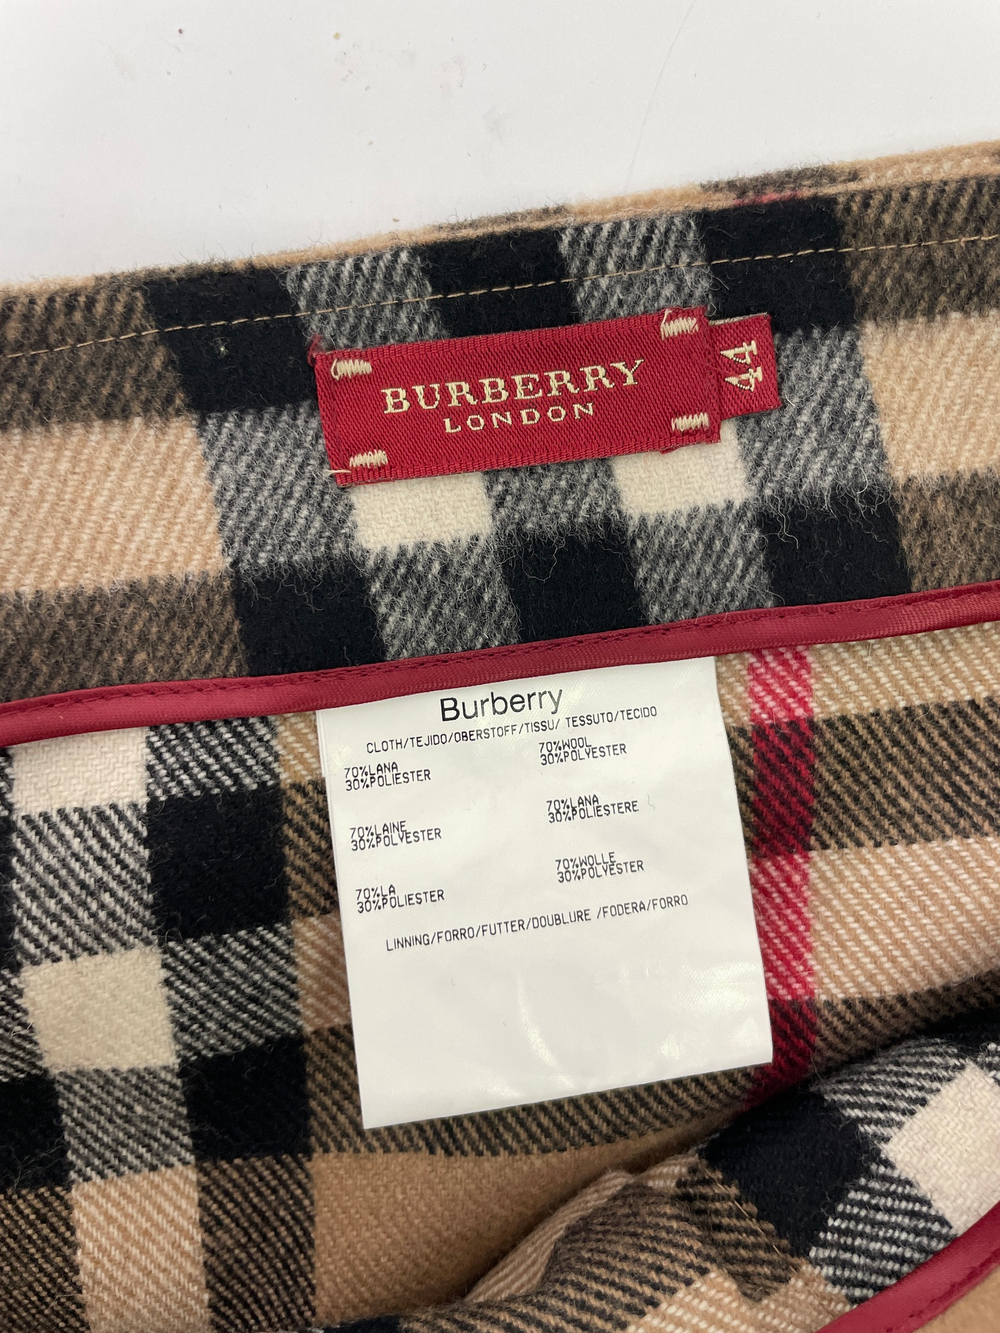 BURBERRY
LONDON
44
Burberry
CLOTH/TEJIDO/OBERSTOFF/TISSU/ TESSUTO/TECIDO
70%LANA
30%POLIESTER
70%WOOL
30%POLYESTER
70%LAINE
30%POLYESTER
70%LANA
30%POLIESTERE
70%LA
30%POLIESTER
70%WOLLE
30%POLYESTER
LINNING/FORRO/FUTTER/DOUBLURE /FODERA/FORRO